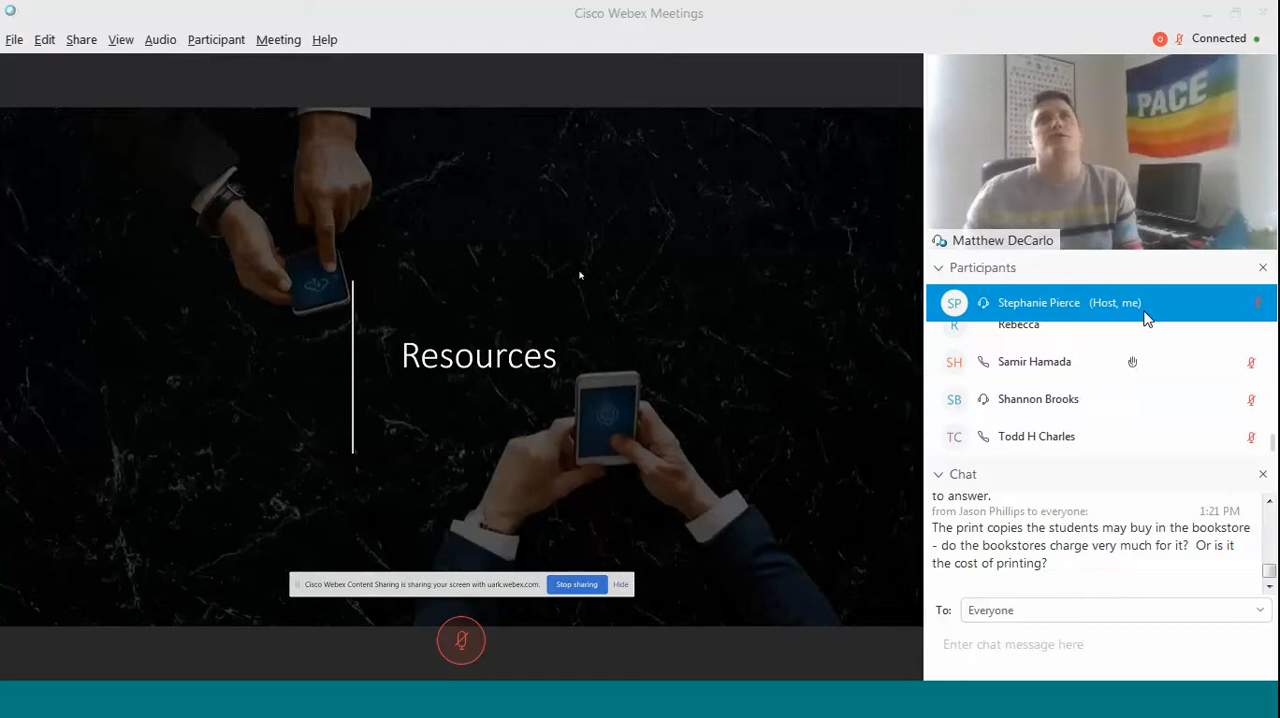 Cisco Webex Meetings
File Edit Share View Audio Participant Meeting Help
Connected
PACE
Matthew DeCarlo
Participants
SP Stephanie Pierce (Host, me)
R Rebecca
SH Samir Hamada
SB Shannon Brooks
TC Todd H Charles
Resources
Chat
to answer.
from Jason Phillips to everyone: 1:21 PM
The print copies the students may buy in the bookstore
- do the bookstores charge very much for it? Or is it
the cost of printing?
Cisco Webex Content Sharing is sharing your screen with uark.webex.com. Stop sharing Hide
To: Everyone
Enter chat message here